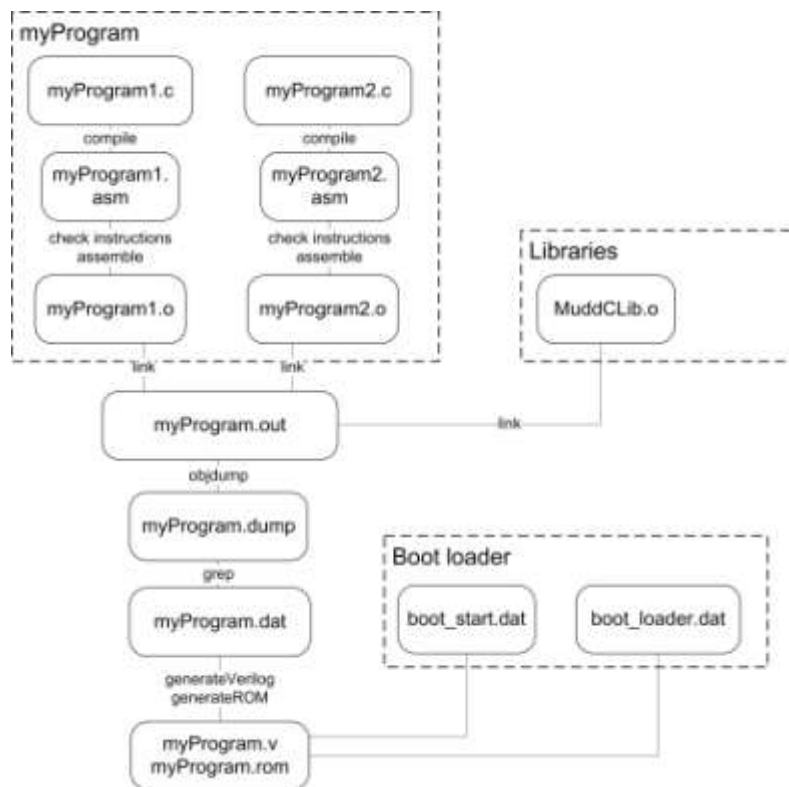 myProgram
myProgram1.c
myProgram2.c
compile
compile
myProgram1.
asm
myProgram2.
asm
check instructions
assemble
check instructions
assemble
myProgram1.o
myProgram2.o
Libraries
MuddCLib.o
link
link
myProgram.out
link
objdump
myProgram.dump
grep
myProgram.dat
Boot loader
boot_start.dat
boot_loader.dat
generateVerilog
generateROM
myProgram.v
myProgram.rom